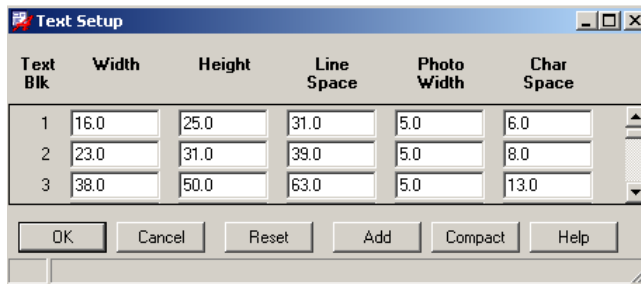 Text Setup
Text Blk Width Height Line Space Photo Width Char Space
1 16.0 25.0 31.0 5.0 6.0
2 23.0 31.0 39.0 5.0 8.0
3 38.0 50.0 63.0 5.0 13.0
OK Cancel Reset Add Compact Help